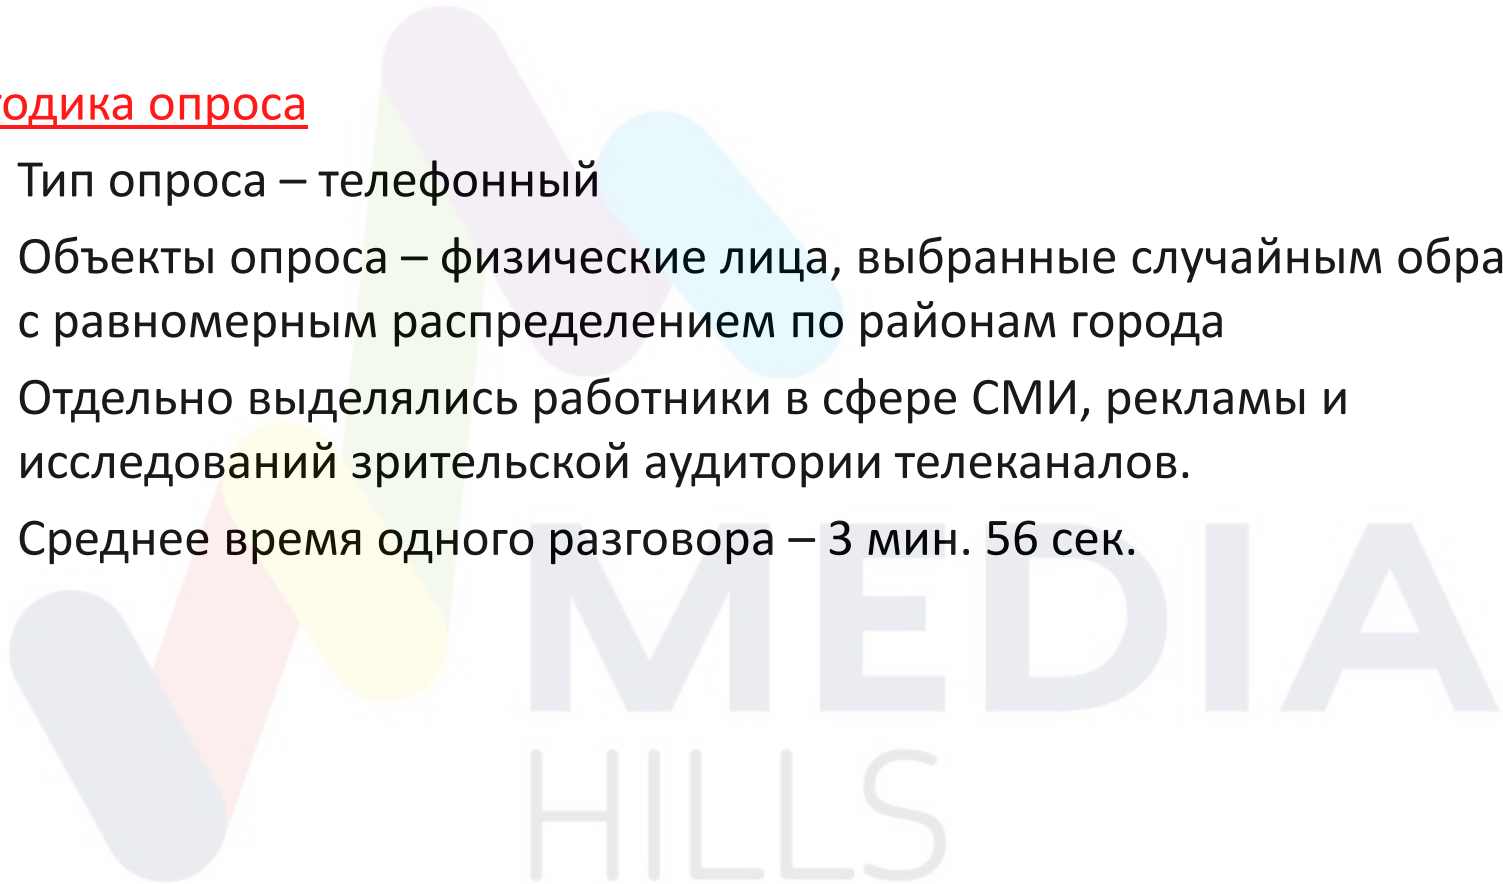 тодика опроса
Тип опроса – телефонный
Объекты опроса – физические лица, выбранные случайным обра
с равномерным распределением по районам города
Отдельно выделялись работники в сфере СМИ, рекламы и
исследований зрительской аудитории телеканалов.
Среднее время одного разговора – 3 мин. 56 сек.
MEDIA
HILLS